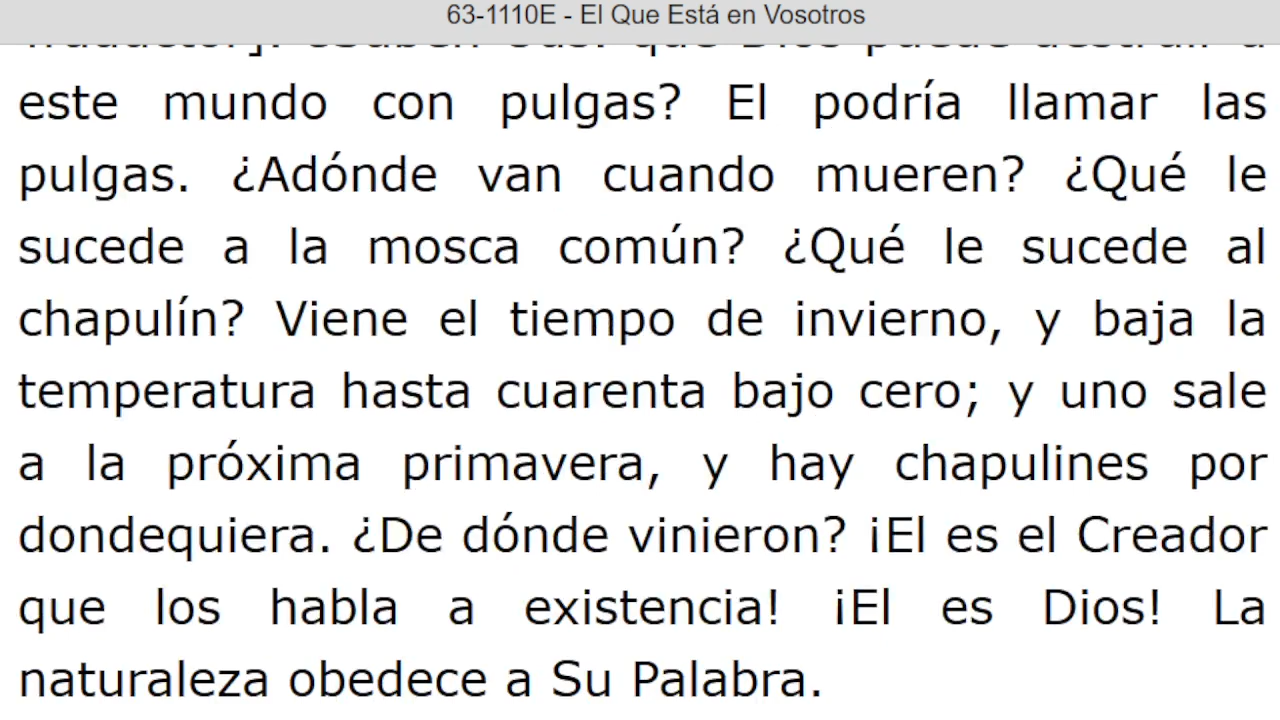 63-1110E - El Que Está en Vosotros
este mundo con pulgas? El podría llamar las
pulgas. ¿Adónde van cuando mueren? ¿Qué le
sucede a la mosca común? ¿Qué le sucede al
chapulín? Viene el tiempo de invierno, y baja la
temperatura hasta cuarenta bajo cero; y uno sale
a la próxima primavera, y hay chapulines por
dondequiera. ¿De dónde vinieron? ¡El es el Creador
que los habla a existencia! ¡El es Dios! La
naturaleza obedece a Su Palabra.